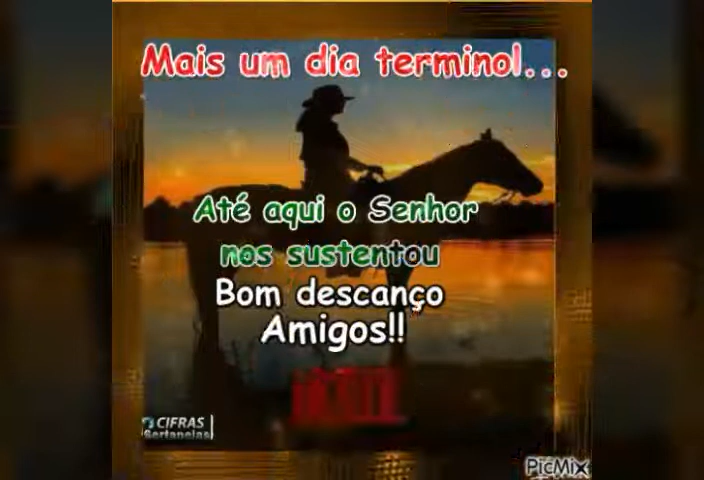 Mais um dia terminol...
Até aqui o Senhor
nos sustentou
Bom descanço
Amigos!!
CIFRAS
Sertanejas
PicMix